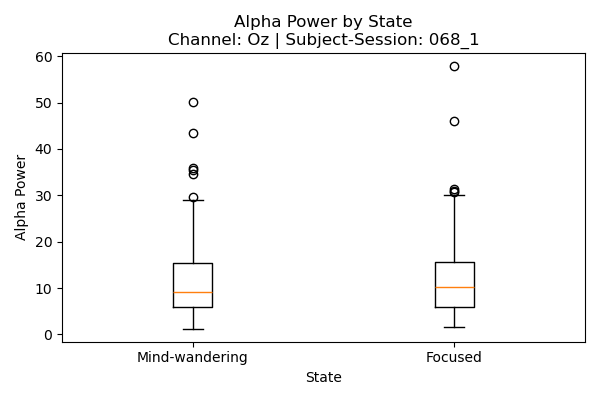 Alpha Power by State
Channel: Oz | Subject-Session: 068_1
Alpha Power
60
50
40
30
20
10
0
Mind-wandering
Focused
State